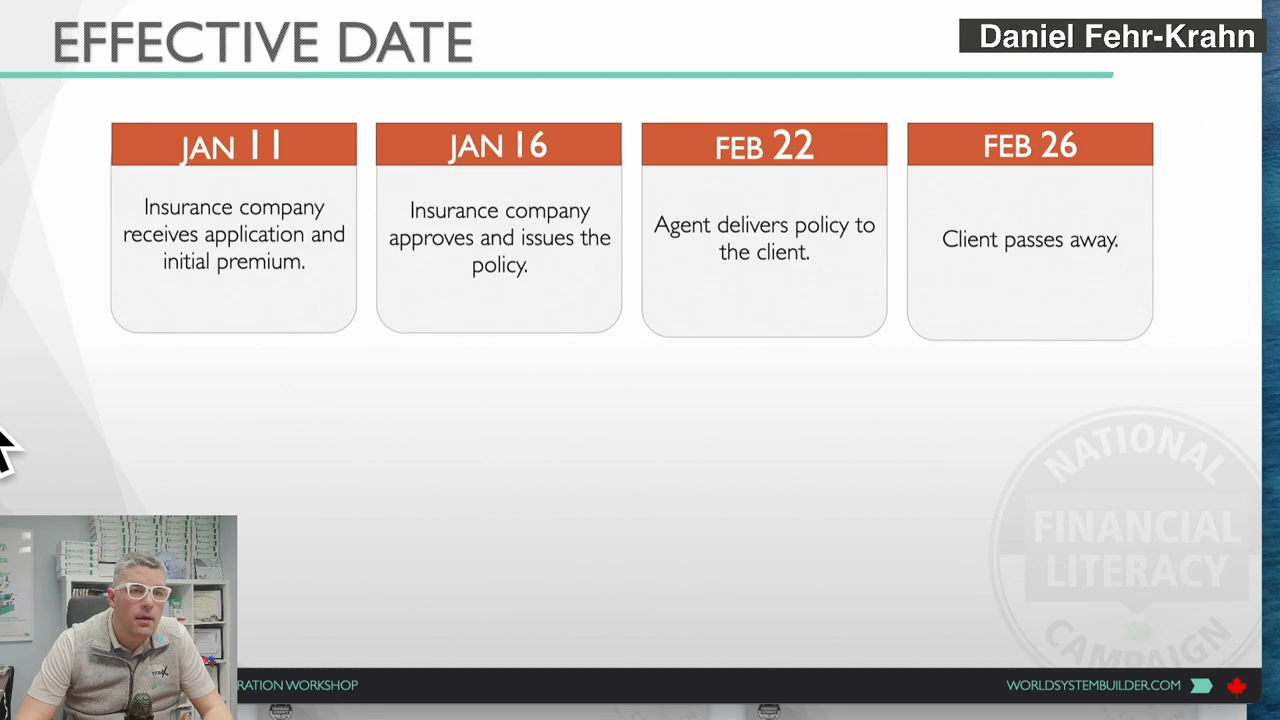 EFFECTIVE DATE
Daniel Fehr-Krahn
JAN 11
Insurance company
receives application and
initial premium.
JAN 16
Insurance company
approves and issues the
policy.
FEB 22
Agent delivers policy to
the client.
FEB 26
Client passes away.
NATIONAL
FINANCIAL
LITERACY
CAMPAIGN
RATION WORKSHOP
WORLDSYSTEMBUILDER.COM